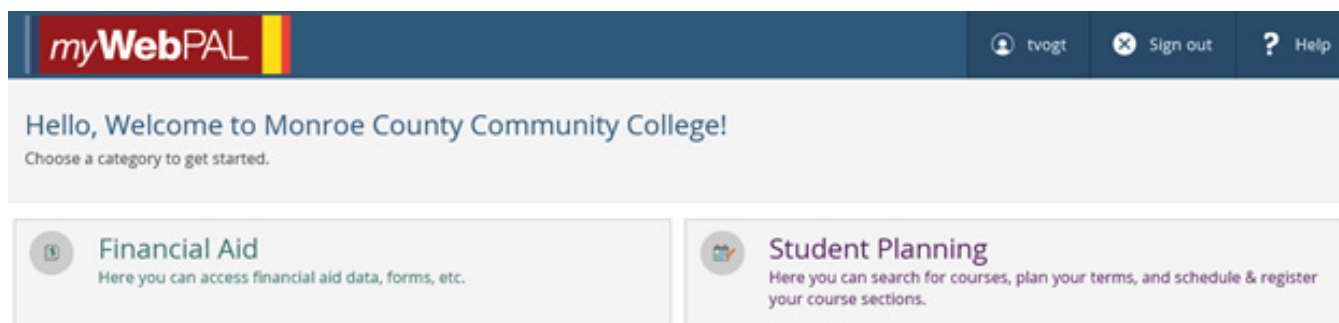 myWebPAL
tvogt
Sign out
? Help
Hello, Welcome to Monroe County Community College!
Choose a category to get started.
Financial Aid
Here you can access financial aid data, forms, etc.
Student Planning
Here you can search for courses, plan your terms, and schedule & register
your course sections.